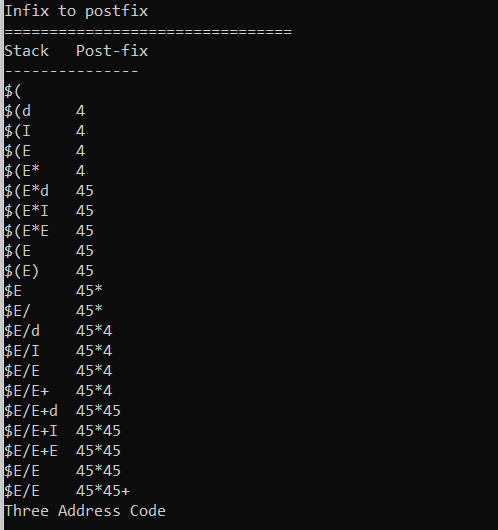 Infix to postfix
================================
Stack   Post-fix
---------------
$(
$(d     4
$(I     4
$(E     4
$(E*    4
$(E*d   45
$(E*I   45
$(E*E   45
$(E     45
$(E)    45
$E      45*
$E/     45*
$E/d    45*4
$E/I    45*4
$E/E    45*4
$E/E+   45*4
$E/E+d  45*45
$E/E+I  45*45
$E/E+E  45*45
$E/E    45*45
$E/E    45*45+
Three Address Code